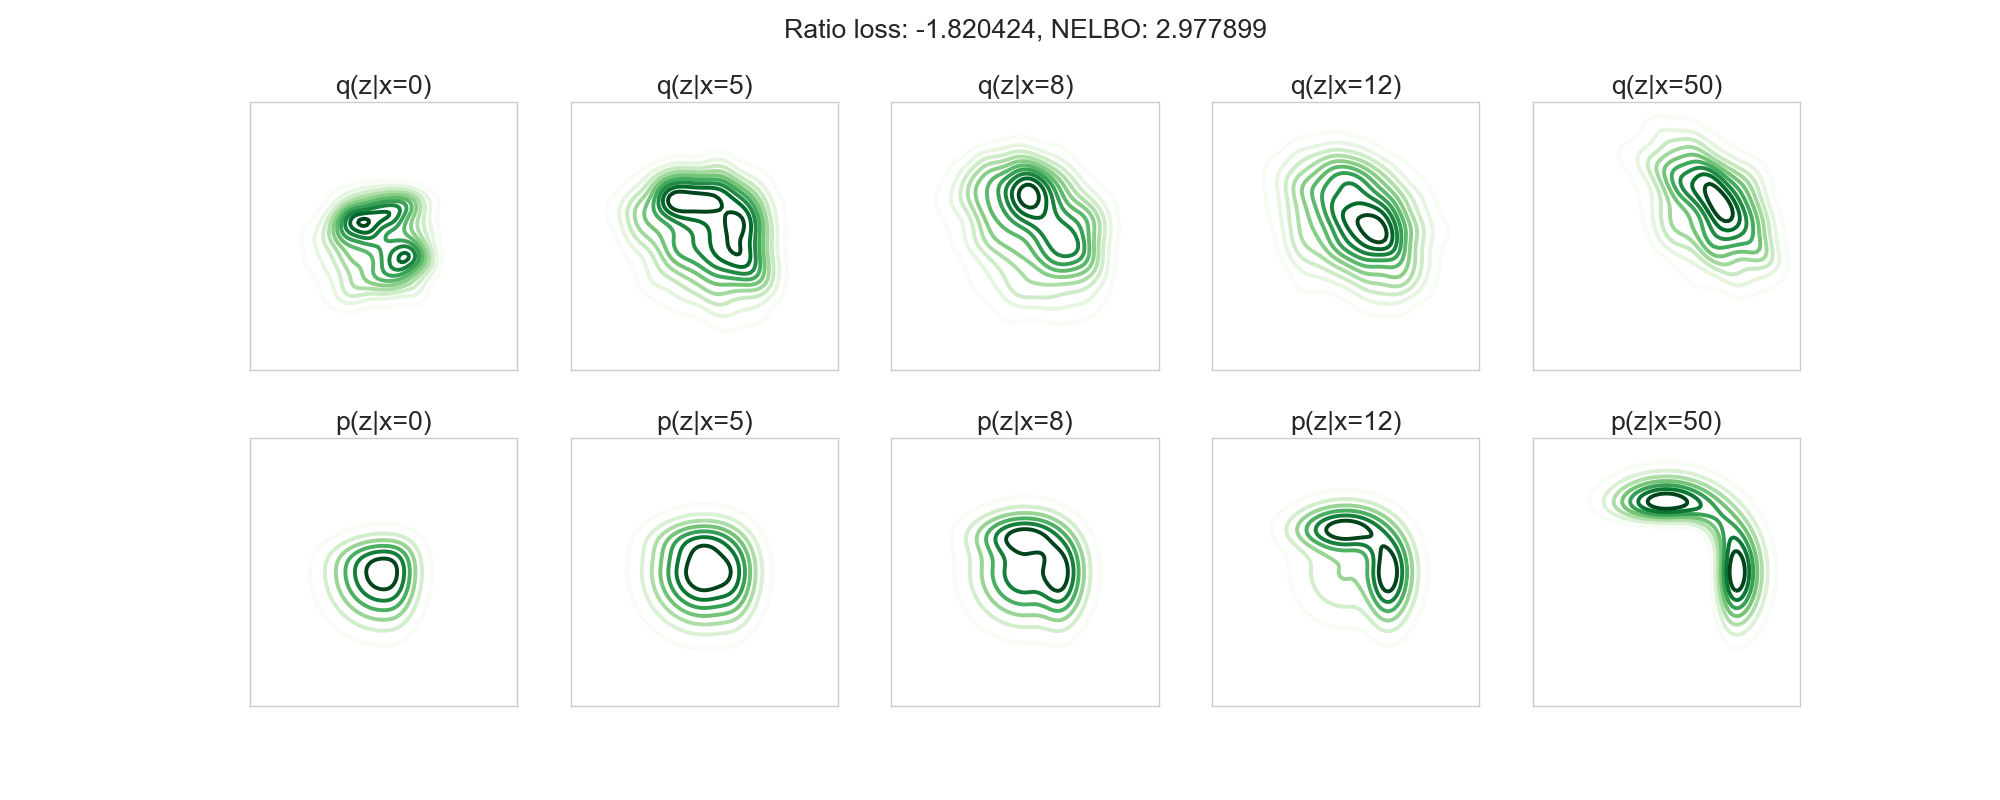 Ratio loss: -1.820424, NELBO: 2.977899
q(z|x=0) q(z|x=5) q(z|x=8) q(z|x=12) q(z|x=50)
p(z|x=0) p(z|x=5) p(z|x=8) p(z|x=12) p(z|x=50)